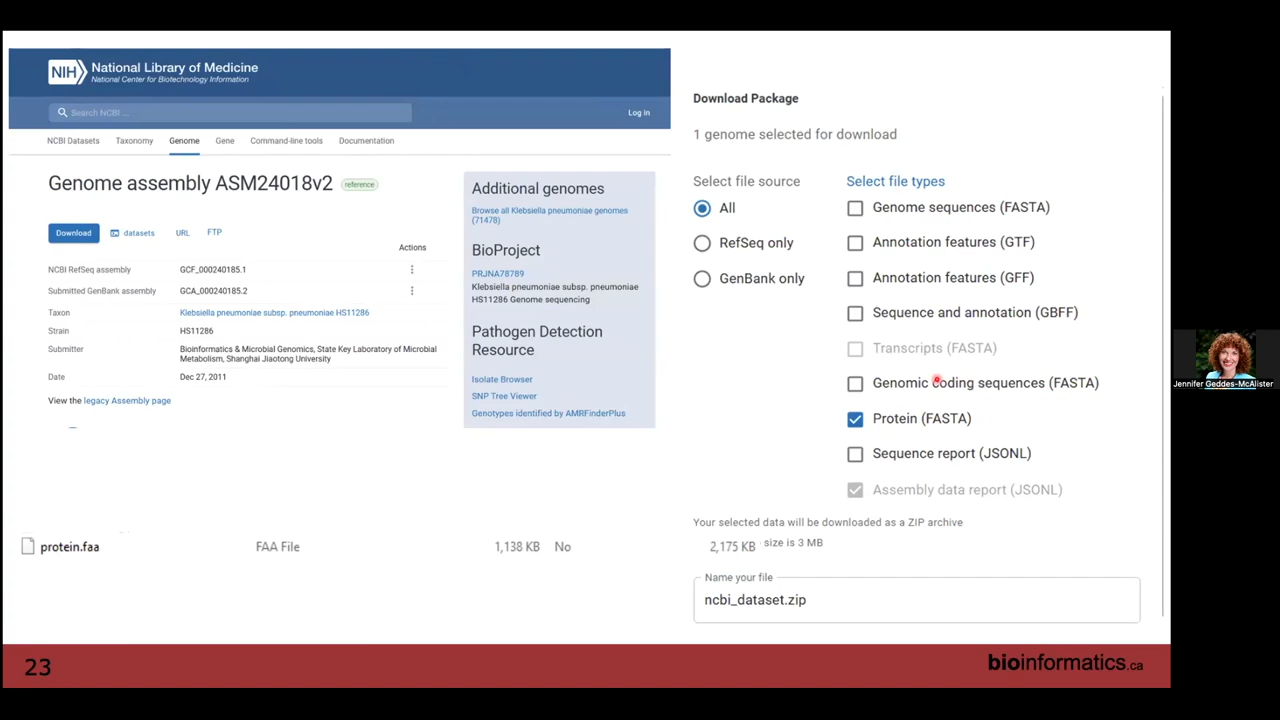 NIH National Library of Medicine
National Center for Biotechnology Information
Search NCBI ...
Log in
NCBI Datasets Taxonomy Genome Gene Command-line tools Documentation
Genome assembly ASM24018v2 reference
Download datasets URL FTP
Actions
NCBI RefSeq assembly GCF_000240185.1
Submitted GenBank assembly GCA_000240185.2
Taxon Klebsiella pneumoniae subsp. pneumoniae HS11286
Strain HS11286
Submitter Bioinformatics & Microbial Genomics, State Key Laboratory of Microbial
Metabolism, Shanghai Jiaotong University
Date Dec 27, 2011
View the legacy Assembly page
Additional genomes
Browse all Klebsiella pneumoniae genomes
(71478)
BioProject
PRJNA78789
Klebsiella pneumoniae subsp. pneumoniae
HS11286 Genome sequencing
Pathogen Detection
Resource
Isolate Browser
SNP Tree Viewer
Genotypes identified by AMRFinderPlus
Download Package
1 genome selected for download
Select file source
All
RefSeq only
GenBank only
Select file types
Genome sequences (FASTA)
Annotation features (GTF)
Annotation features (GFF)
Sequence and annotation (GBFF)
Transcripts (FASTA)
Genomic coding sequences (FASTA)
Protein (FASTA)
Sequence report (JSONL)
Assembly data report (JSONL)
Your selected data will be downloaded as a ZIP archive
size is 3 MB
protein.faa FAA File 1,138 KB No 2,175 KB
Name your file
ncbi_dataset.zip
23
bioinformatics.ca
Jennifer Geddes-McAlister